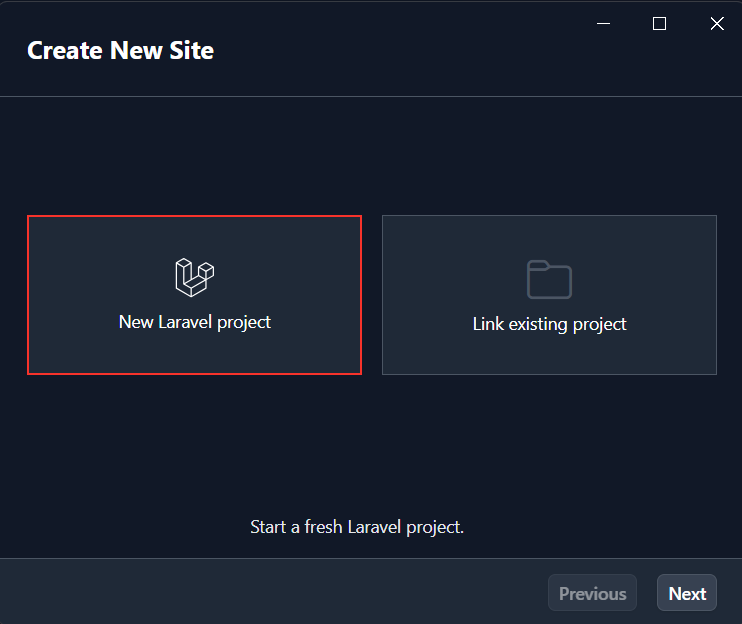 Create New Site
New Laravel project
Link existing project
Start a fresh Laravel project.
Previous
Next